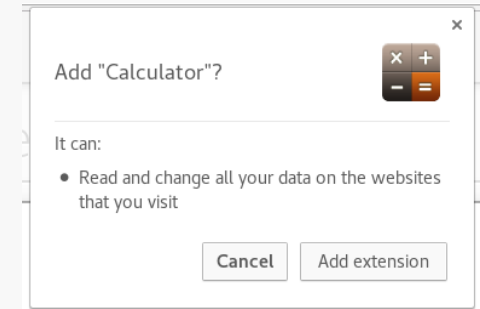 Add "Calculator"?
It can:
Read and change all your data on the websites
that you visit
Cancel
Add extension